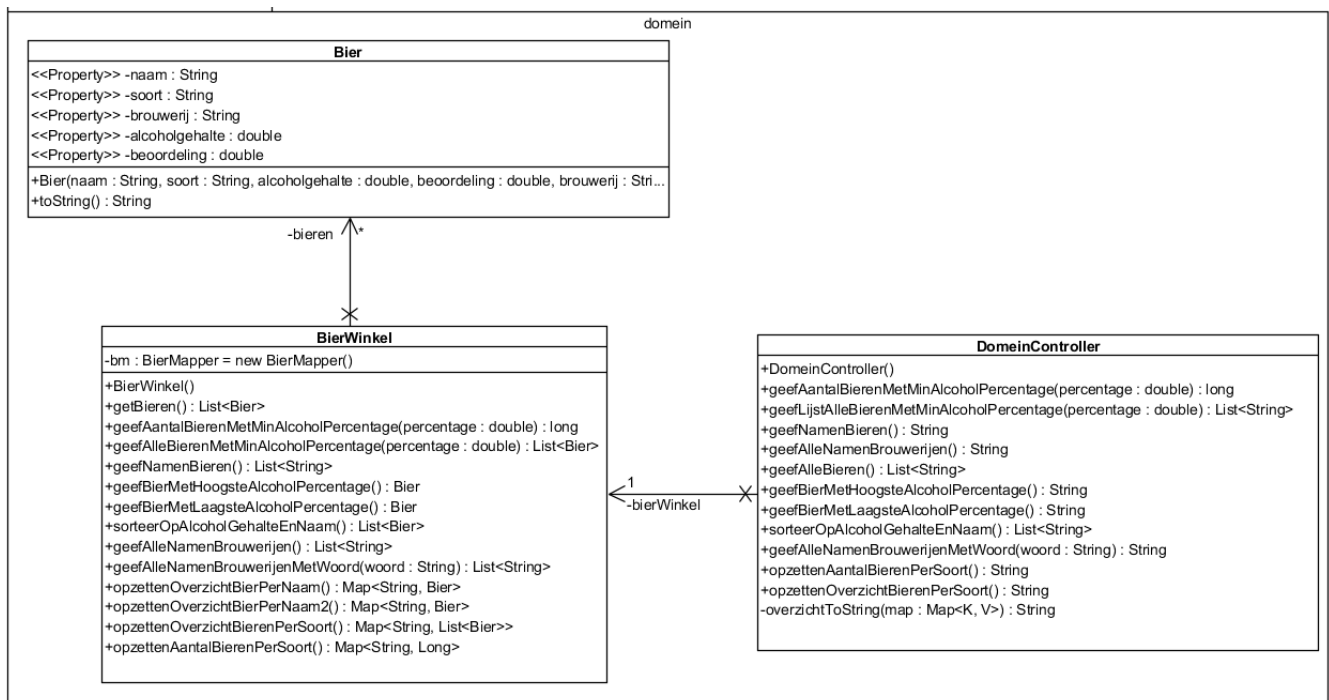 domein
Bier
<<Property>> -naam : String
<<Property>> -soort : String
<<Property>> -brouwerij : String
<<Property>> -alcoholgehalte : double
<<Property>> -beoordeling : double
+Bier(naam : String, soort : String, alcoholgehalte : double, beoordeling : double, brouwerij : Stri...
+toString() : String
-bieren
*
BierWinkel
-bm : BierMapper = new BierMapper()
+BierWinkel()
+getBieren() : List<Bier>
+geefAantalBierenMetMinAlcoholPercentage(percentage : double) : long
+geefAlleBierenMetMinAlcoholPercentage(percentage : double) : List<Bier>
+geefNamenBieren() : List<String>
+geefBierMetHoogsteAlcoholPercentage() : Bier
+geefBierMetLaagsteAlcoholPercentage() : Bier
+sorteerOpAlcoholGehalteEnNaam() : List<Bier>
+geefAlleNamenBrouwerijen() : List<String>
+geefAlleNamenBrouwerijenMetWoord(woord : String) : List<String>
+opzettenOverzichtBierPerNaam() : Map<String, Bier>
+opzettenOverzichtBierPerNaam2() : Map<String, Bier>
+opzettenOverzichtBierenPerSoort() : Map<String, List<Bier>>
+opzettenAantalBierenPerSoort() : Map<String, Long>
1
-bierWinkel
DomeinController
+DomeinController()
+geefAantalBierenMetMinAlcoholPercentage(percentage : double) : long
+geefLijstAlleBierenMetMinAlcoholPercentage(percentage : double) : List<String>
+geefNamenBieren() : String
+geefAlleNamenBrouwerijen() : String
+geefAlleBieren() : List<String>
+geefBierMetHoogsteAlcoholPercentage() : String
+geefBierMetLaagsteAlcoholPercentage() : String
+sorteerOpAlcoholGehalteEnNaam() : List<String>
+geefAlleNamenBrouwerijenMetWoord(woord : String) : String
+opzettenAantalBierenPerSoort() : String
+opzettenOverzichtBierenPerSoort() : String
-overzichtToString(map : Map<K, V>) : String